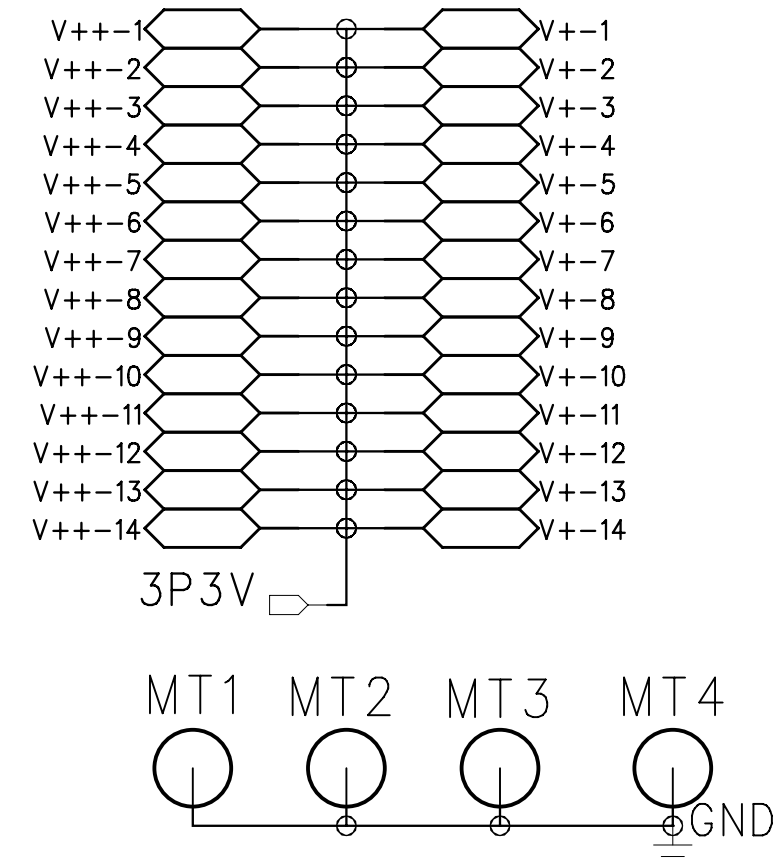 V++-1 V+-1
V++-2 V+-2
V++-3 V+-3
V++-4 V+-4
V++-5 V+-5
V++-6 V+-6
V++-7 V+-7
V++-8 V+-8
V++-9 V+-9
V++-10 V+-10
V++-11 V+-11
V++-12 V+-12
V++-13 V+-13
V++-14 V+-14
3P3V
MT1 MT2 MT3 MT4
GND